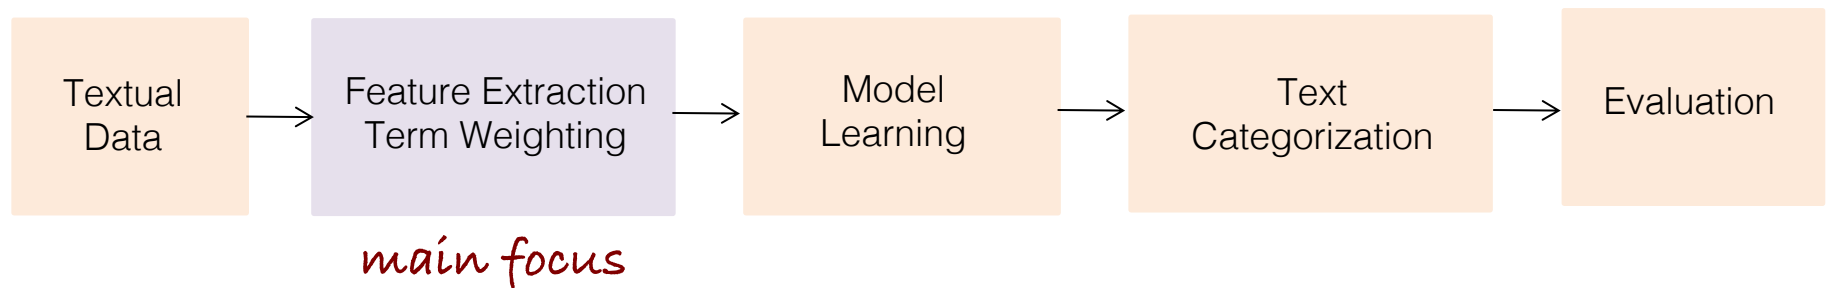 Textual
Data
Feature Extraction
Term Weighting
Model
Learning
Text
Categorization
Evaluation
main focus